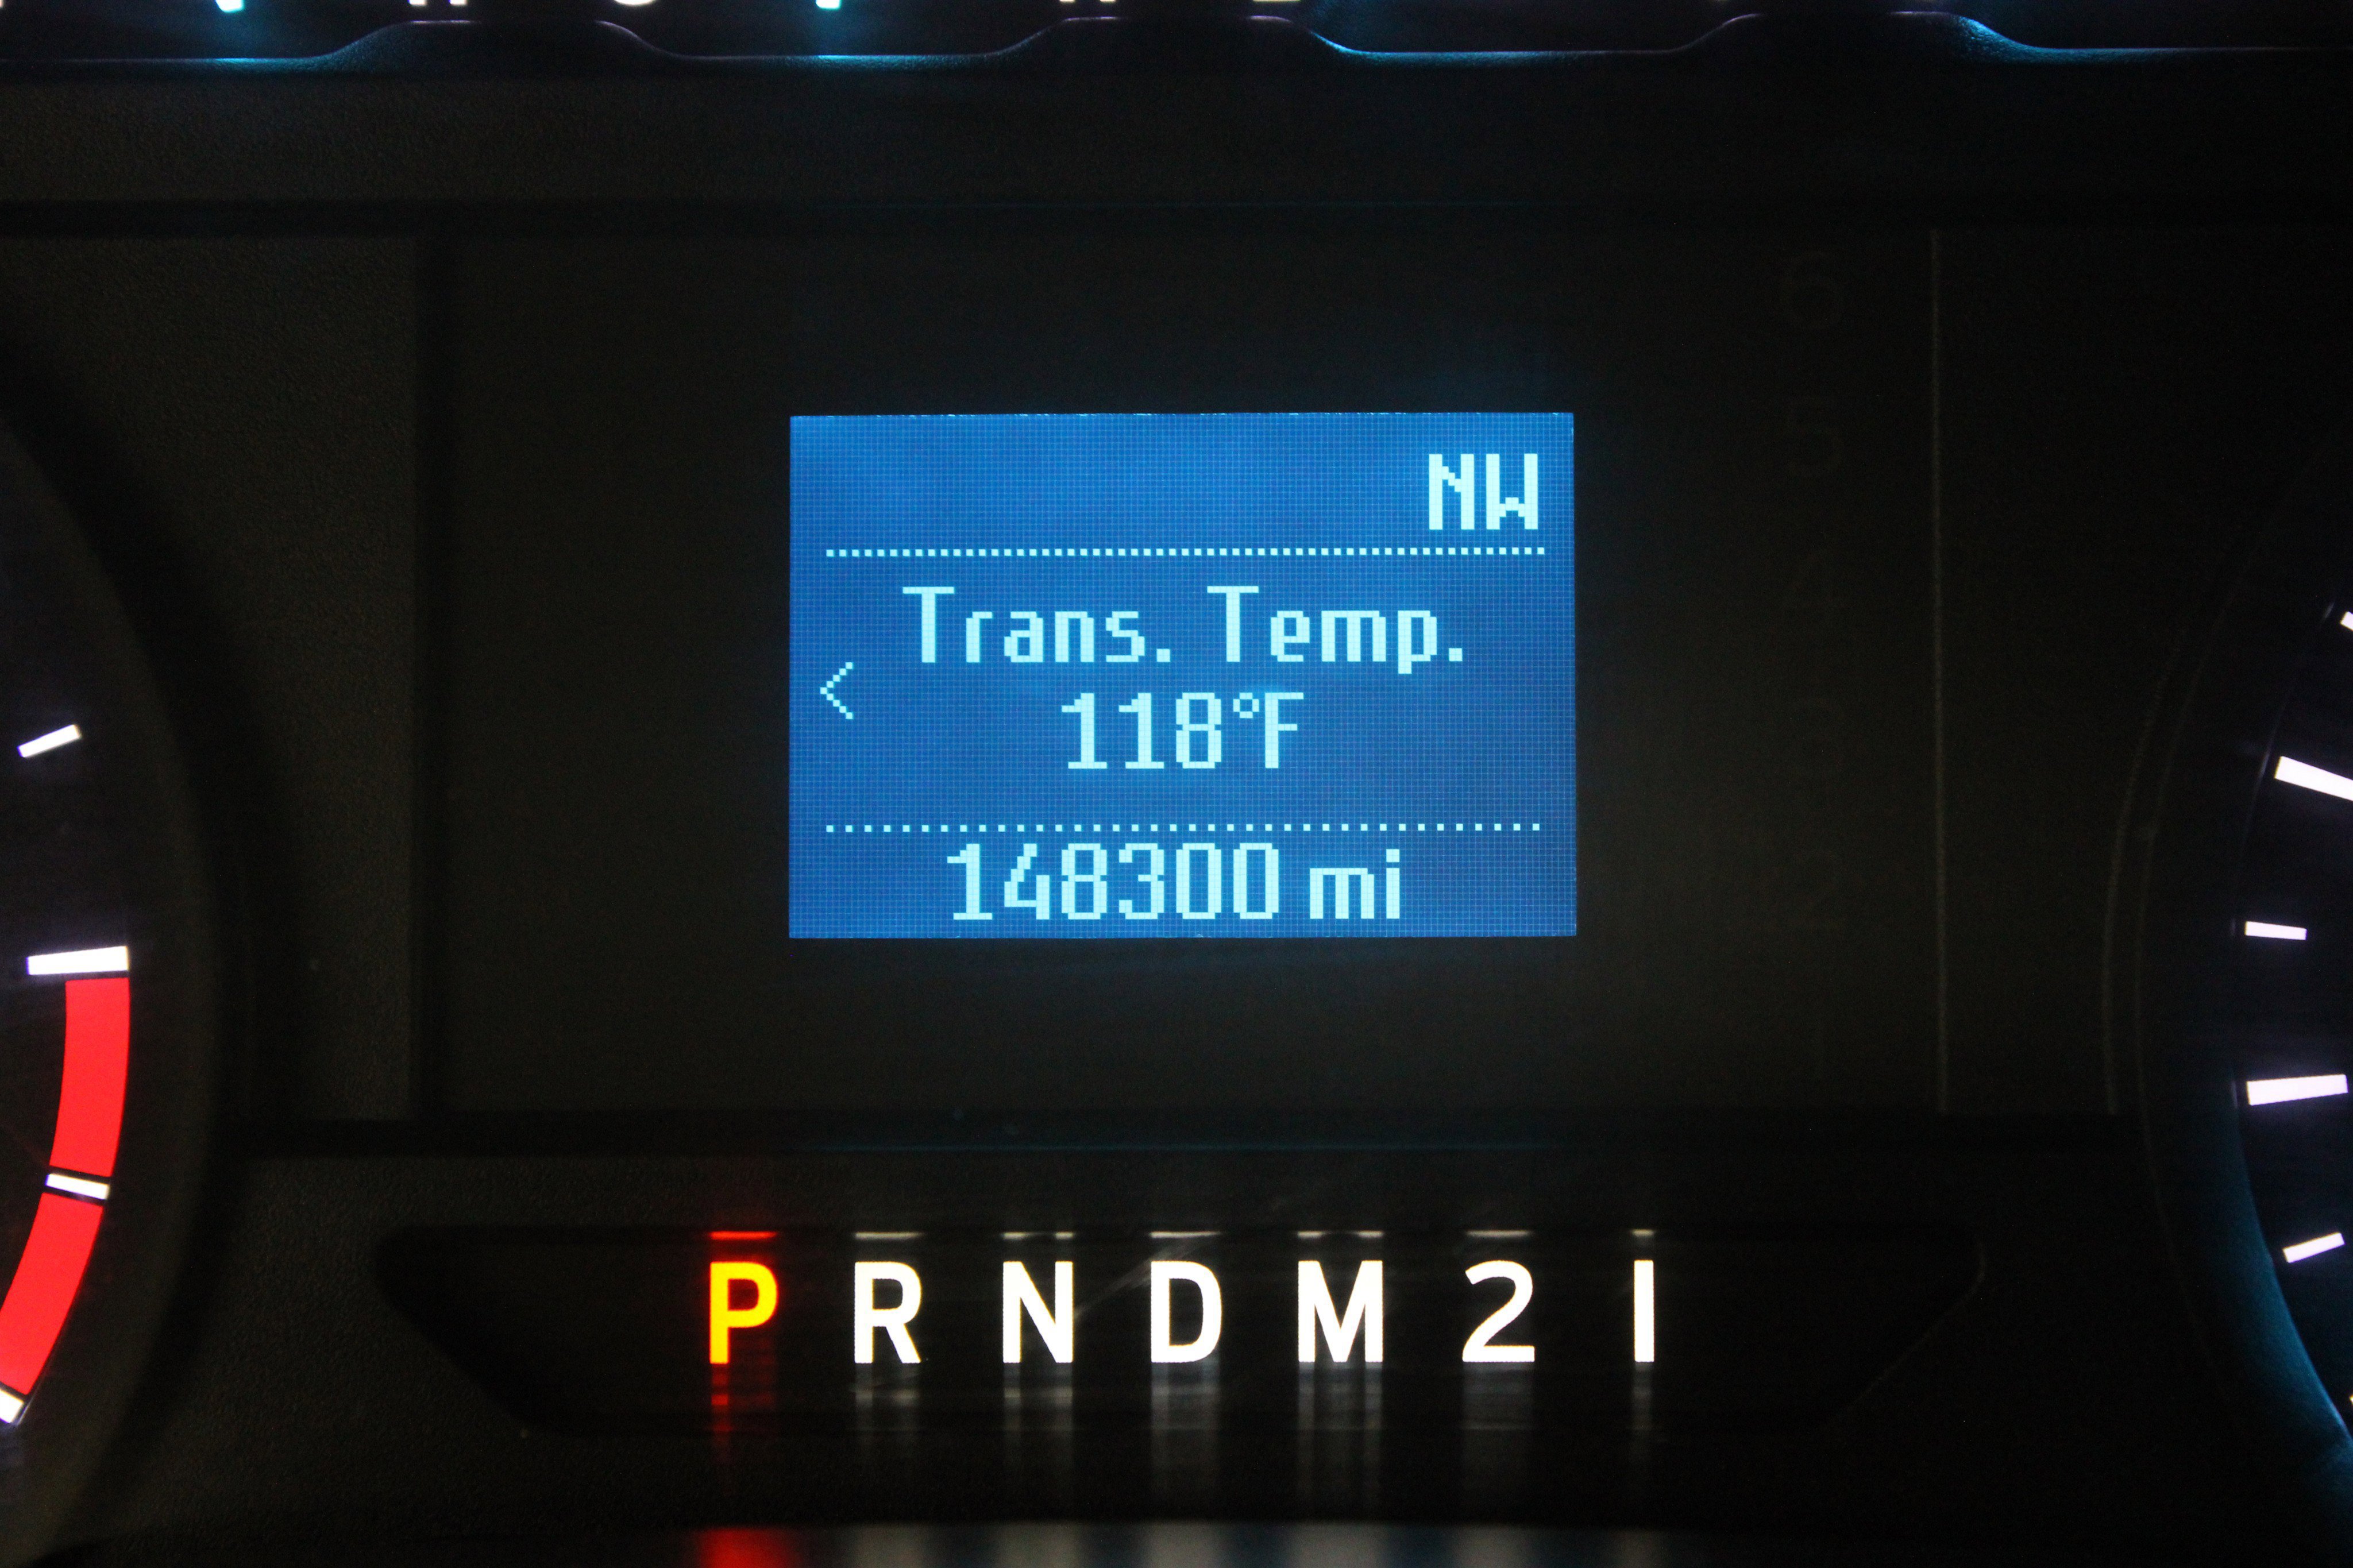 NW
Trans. Temp.
<
118°F
148300 mi
P R N D M 2 1